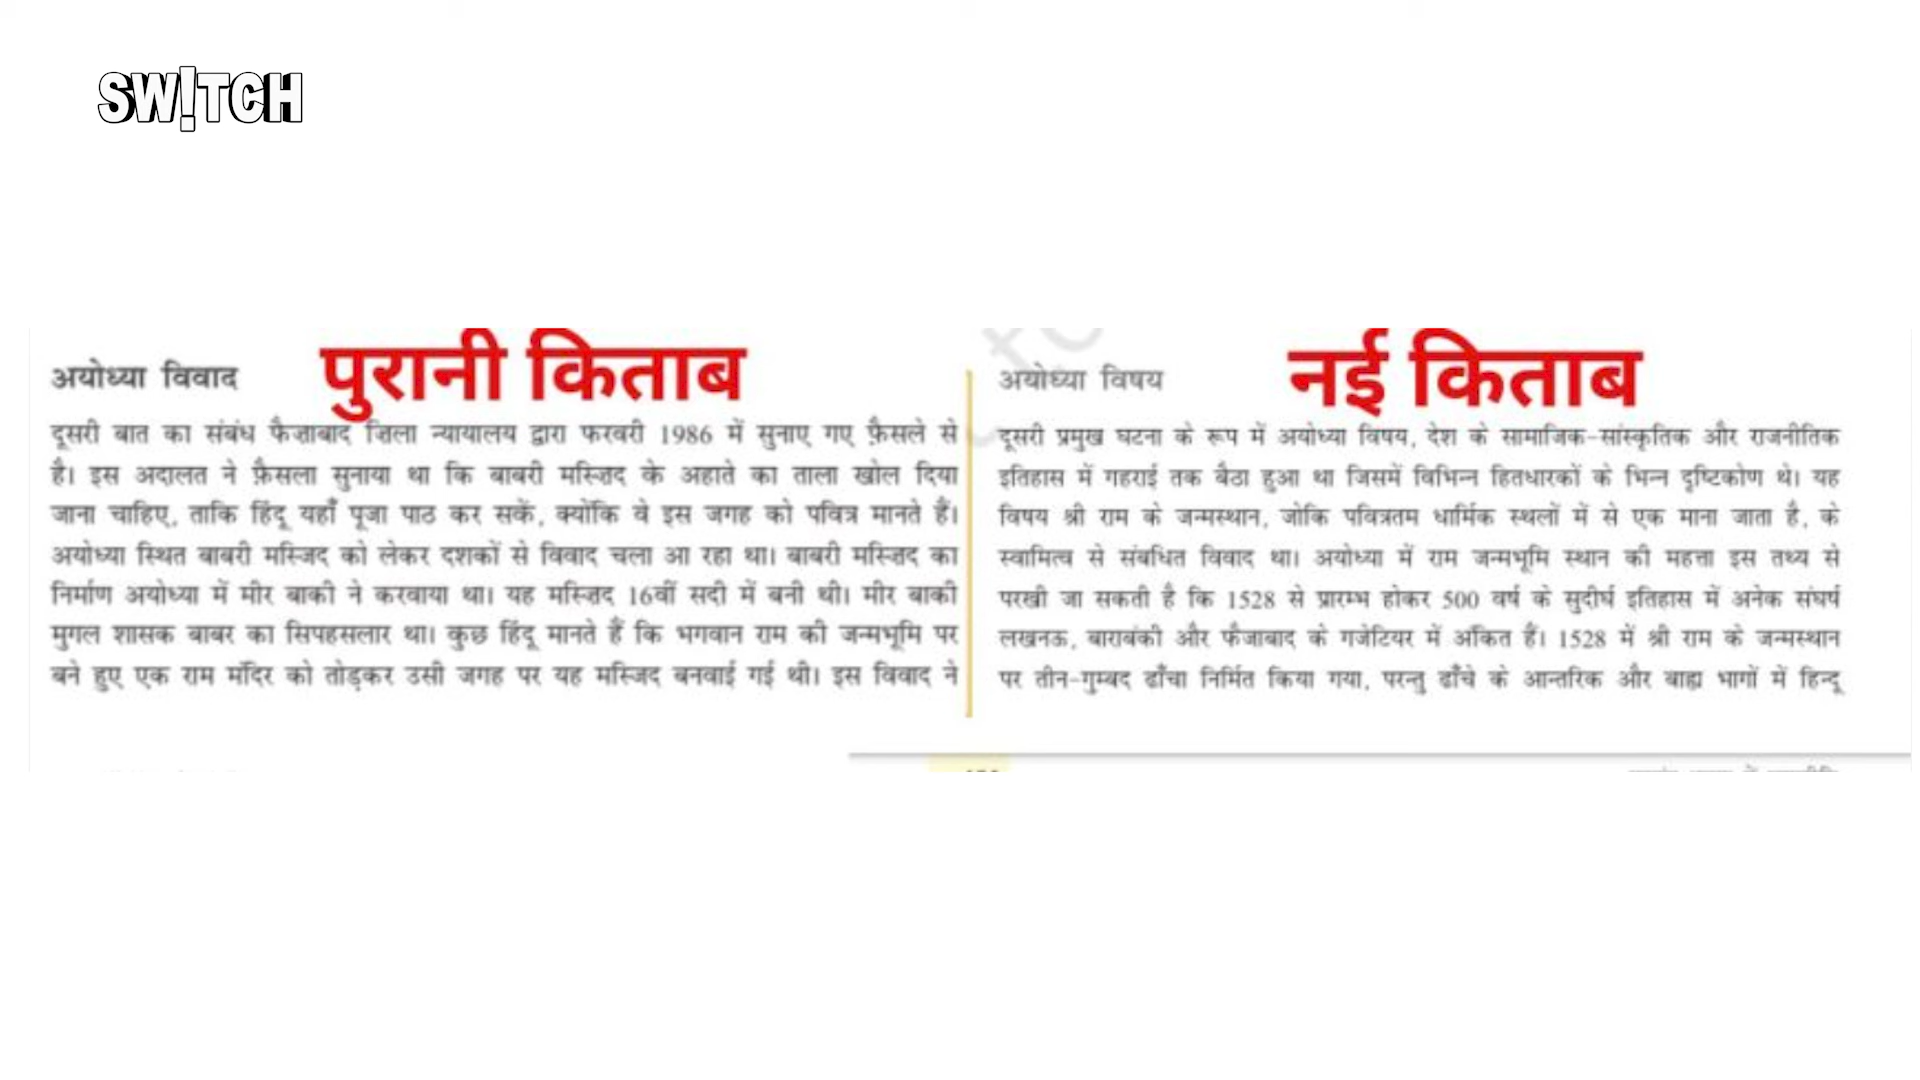 SW!TCH
पुरानी किताब
अयोध्या विवाद
दूसरी बात का संबंध फैज़ाबाद ज़िला न्यायालय द्वारा फरवरी 1986 में सुनाए गए फ़ैसले से
है। इस अदालत ने फ़ैसला सुनाया था कि बाबरी मस्जिद के अहाते का ताला खोल दिया
जाना चाहिए, ताकि हिंदू यहाँ पूजा पाठ कर सकें, क्योंकि वे इस जगह को पवित्र मानते हैं।
अयोध्या स्थित बाबरी मस्जिद को लेकर दशकों से विवाद चला आ रहा था। बाबरी मस्जिद का
निर्माण अयोध्या में मीर बाकी ने करवाया था। यह मस्जिद 16वीं सदी में बनी थी। मीर बाकी
मुगल शासक बाबर का सिपहसलार था। कुछ हिंदू मानते हैं कि भगवान राम की जन्मभूमि पर
बने हुए एक राम मंदिर को तोड़कर उसी जगह पर यह मस्जिद बनवाई गई थी। इस विवाद ने
नई किताब
अयोध्या विषय
दूसरी प्रमुख घटना के रूप में अयोध्या विषय, देश के सामाजिक-सांस्कृतिक और राजनीतिक
इतिहास में गहराई तक बैठा हुआ था जिसमें विभिन्न हितधारकों के भिन्न दृष्टिकोण थे। यह
विषय श्री राम के जन्मस्थान, जोकि पवित्रतम धार्मिक स्थलों में से एक माना जाता है, के
स्वामित्व से संबधित विवाद था। अयोध्या में राम जन्मभूमि स्थान की महत्ता इस तथ्य से
परखी जा सकती है कि 1528 से प्रारम्भ होकर 500 वर्ष के सुदीर्घ इतिहास में अनेक संघर्ष
लखनऊ, बाराबंकी और फैजाबाद के गजेटियर में अंकित हैं। 1528 में श्री राम के जन्मस्थान
पर तीन-गुम्बद ढाँचा निर्मित किया गया, परन्तु ढाँचे के आन्तरिक और बाह्य भागों में हिन्दू